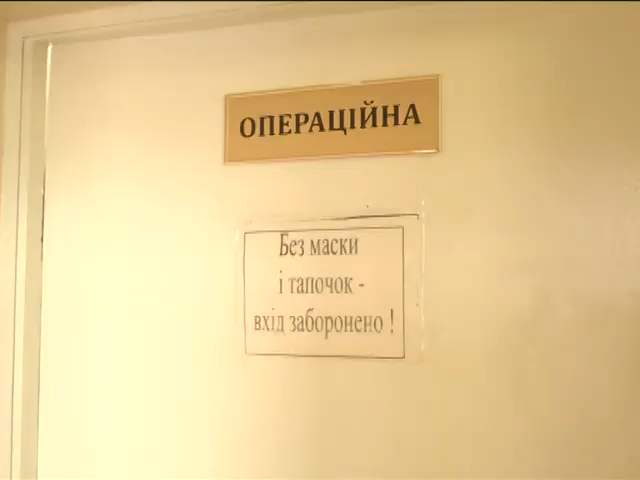 ОПЕРАЦІЙНА
Без маски
і тапочок -
вхід заборонено !